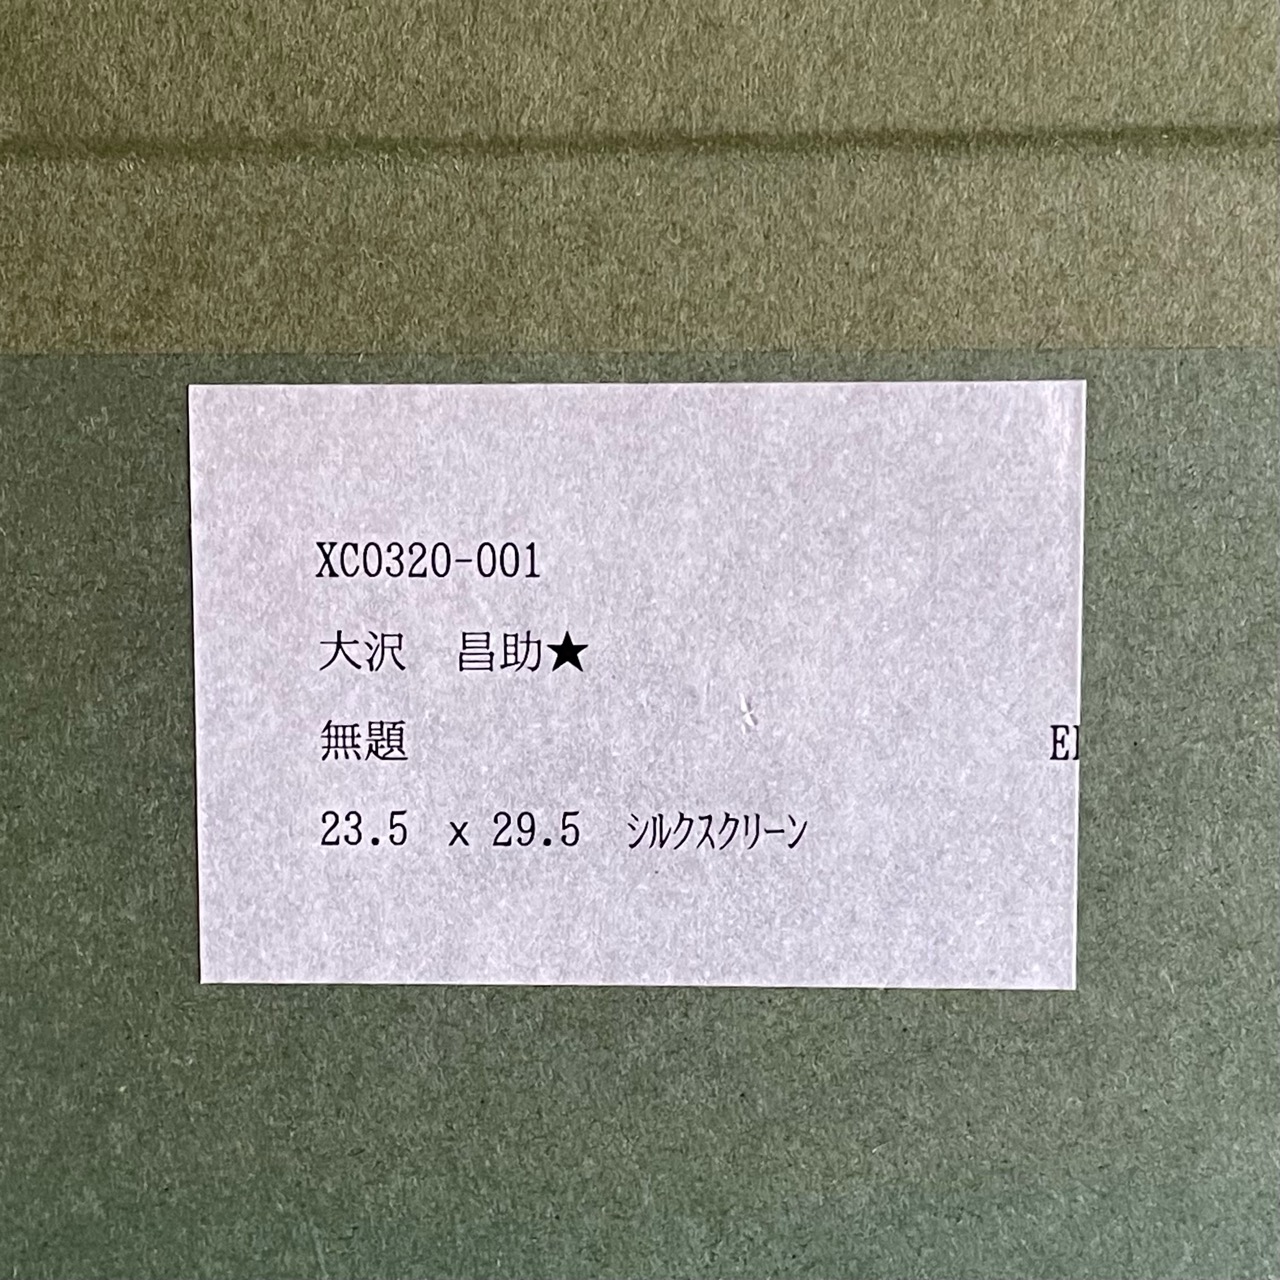 XC0320-001
大沢　昌助★
無題
23.5 x 29.5 シルクスクリーン